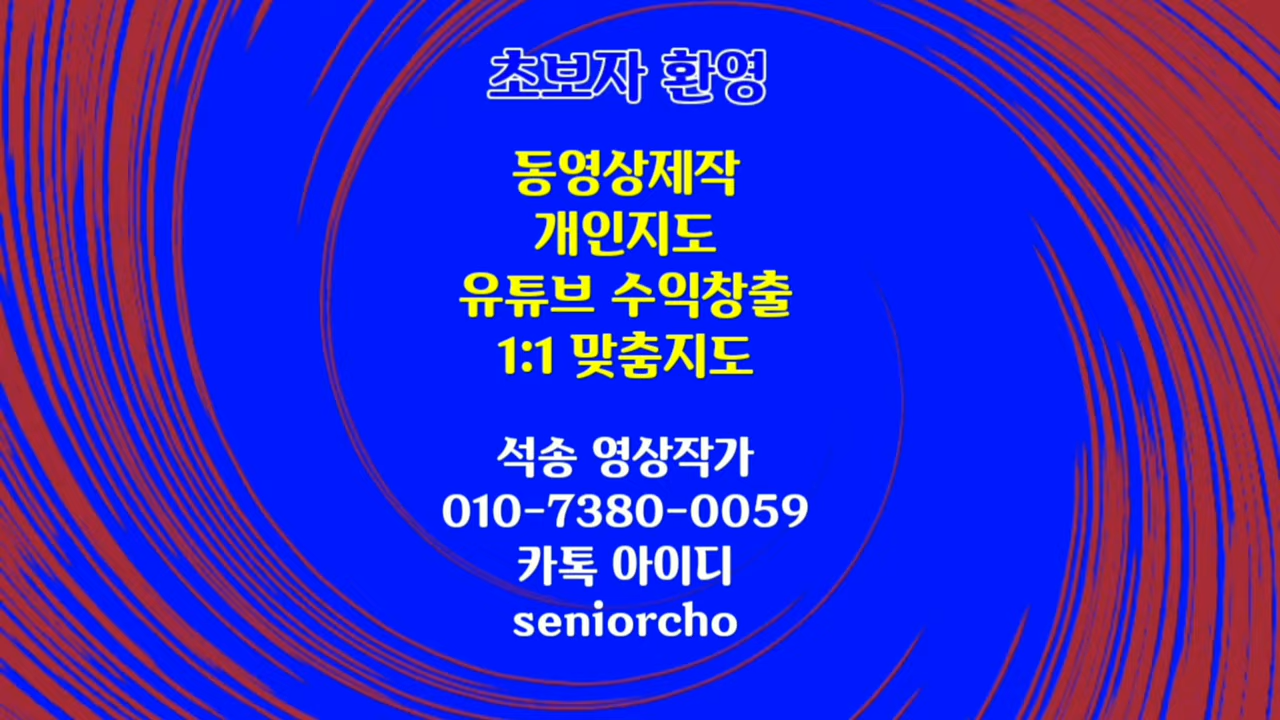 초보자 환영
동영상제작
개인지도
유튜브 수익창출
1:1 맞춤지도
석송 영상작가
010-7380-0059
카톡 아이디
seniorcho